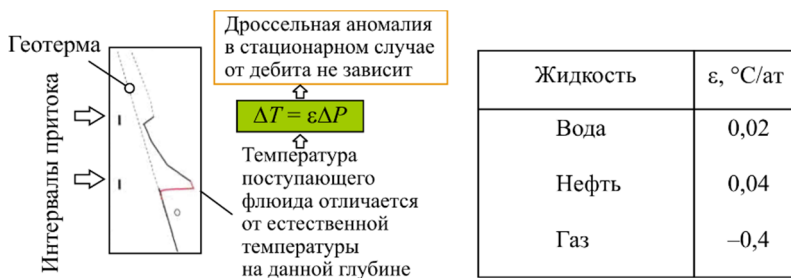 Геотерма
Интервалы притока
Дроссельная аномалия
в стационарном случае
от дебита не зависит
ΔT = εΔP
Температура
поступающего
флюида отличается
от естественной
температуры
на данной глубине
Жидкость ε, °C/ат
Вода 0,02
Нефть 0,04
Газ –0,4